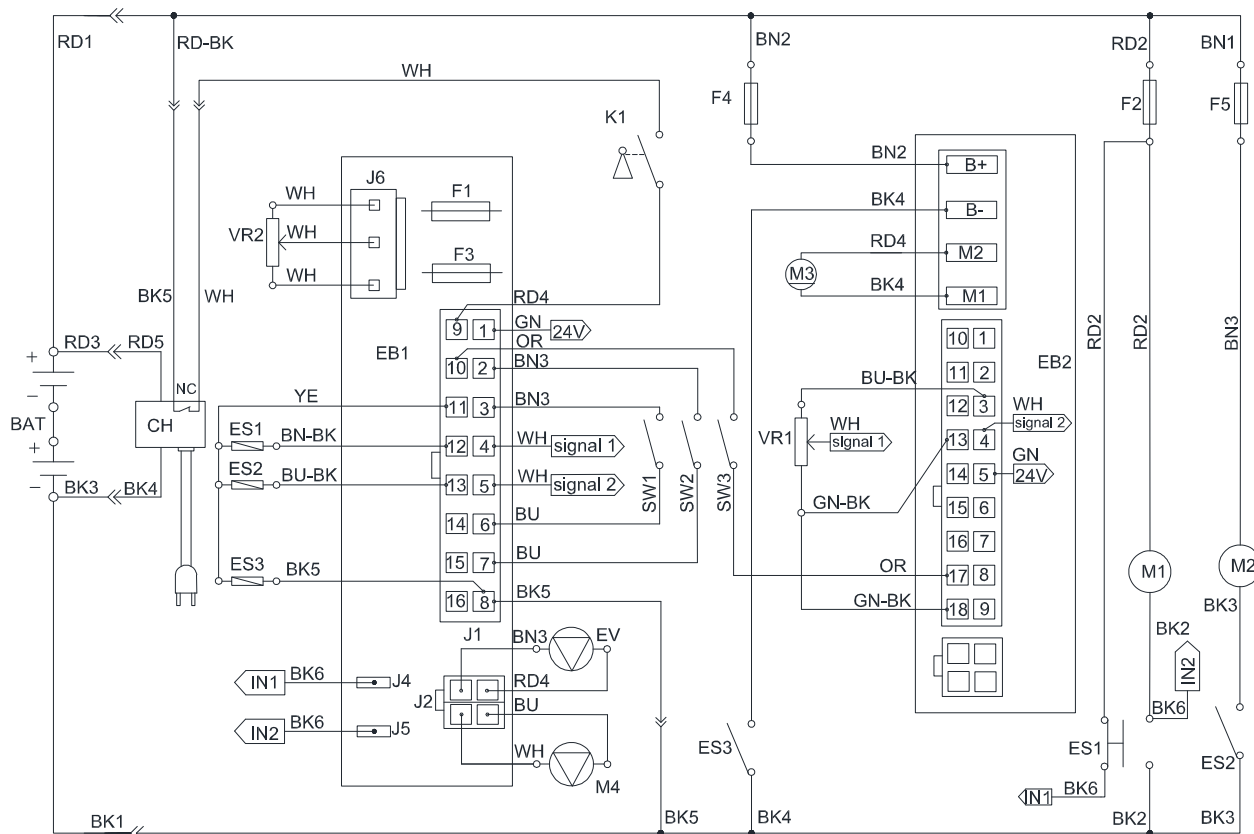 RD1
RD-BK
WH
BN2
RD2
BN1
F4
F2
F5
K1
BN2
B+
BK4
B-
RD4
M2
M3
BK4
M1
J6
WH
F1
VR2
WH
WH
F3
RD4
BK5
WH
9 1 GN 24V
OR
EB1
10 2 BN3
11 3 BN3
YE
ES1 BN-BK 12 4 WH signal 1
ES2 BU-BK 13 5 WH signal 2
14 6 BU
15 7 BU
ES3 BK5 16 8 BK5
J1
RD3 RD5
+
-
BAT
+
-
NC
CH
BK3 BK4
SW1
SW2
SW3
EB2
10 1
11 2
BU-BK 12 3
WH
signal 2
VR1 WH signal 1
13 4
GN
14 5 24V
GN-BK
15 6
16 7
OR 17 8
GN-BK 18 9
RD2
RD2
BN3
M1
M2
BK3
BK2
IN2
BK6
ES1
ES2
IN1 BK6
BN3 EV
RD4
J2
BU
WH
M4
IN1 BK6 J4
IN2 BK6 J5
ES3
BK1
BK5
BK4
BK2
BK3